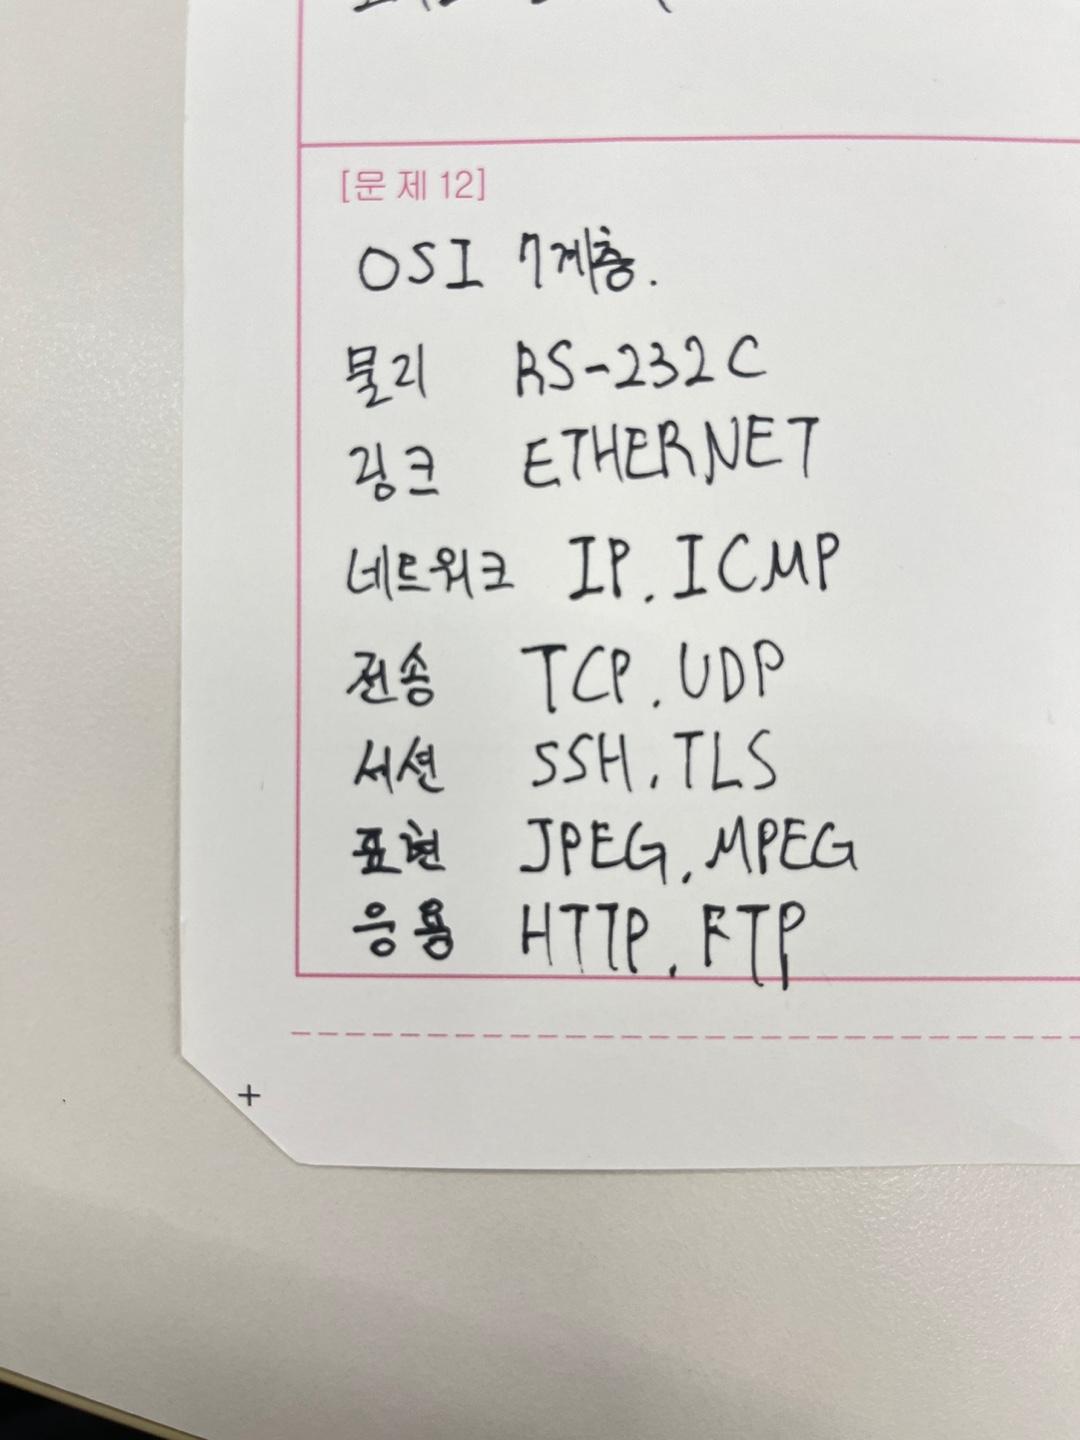 [문 제 12]
OSI 7계층.
물리 RS-232C
링크 ETHERNET
네트워크 IP. ICMP
전송 TCP. UDP
세션 SSH. TLS
표현 JPEG. MPEG
응용 HTTP. FTP